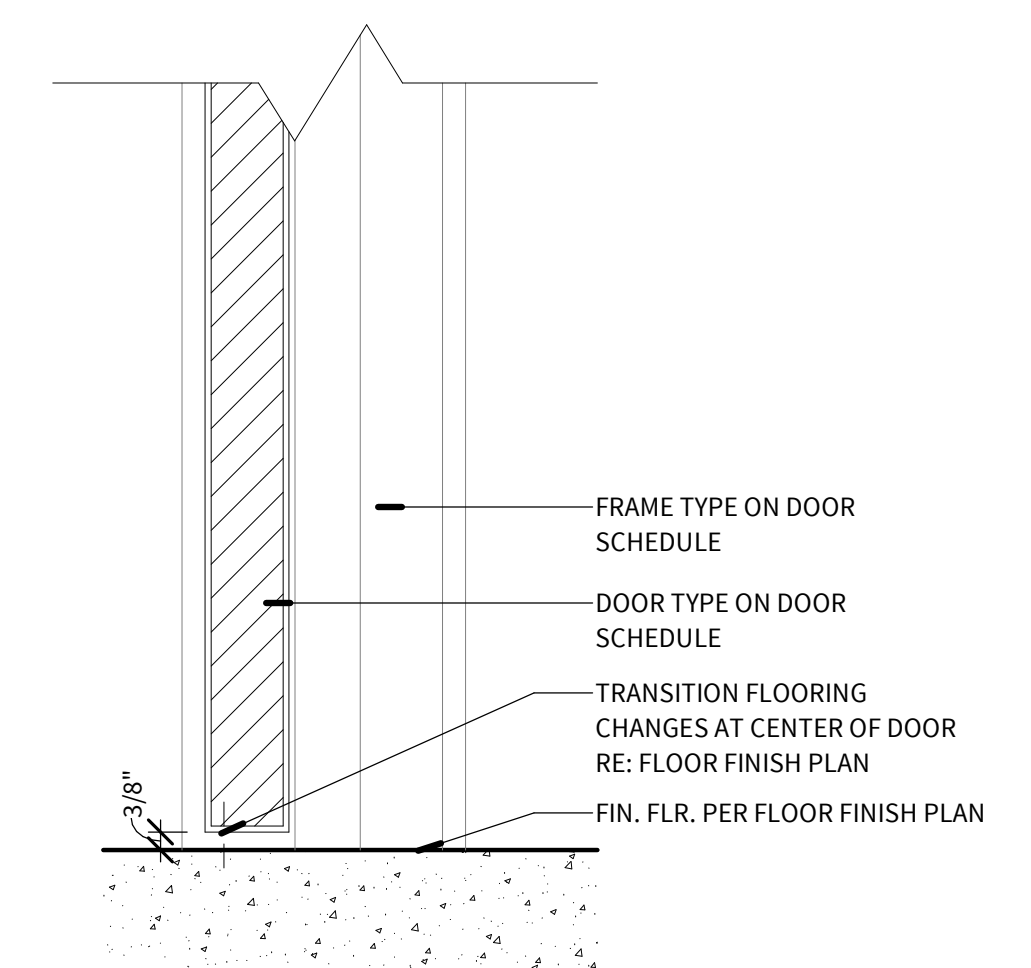 FRAME TYPE ON DOOR
SCHEDULE
DOOR TYPE ON DOOR
SCHEDULE
TRANSITION FLOORING
CHANGES AT CENTER OF DOOR
RE: FLOOR FINISH PLAN
3/8"
FIN. FLR. PER FLOOR FINISH PLAN